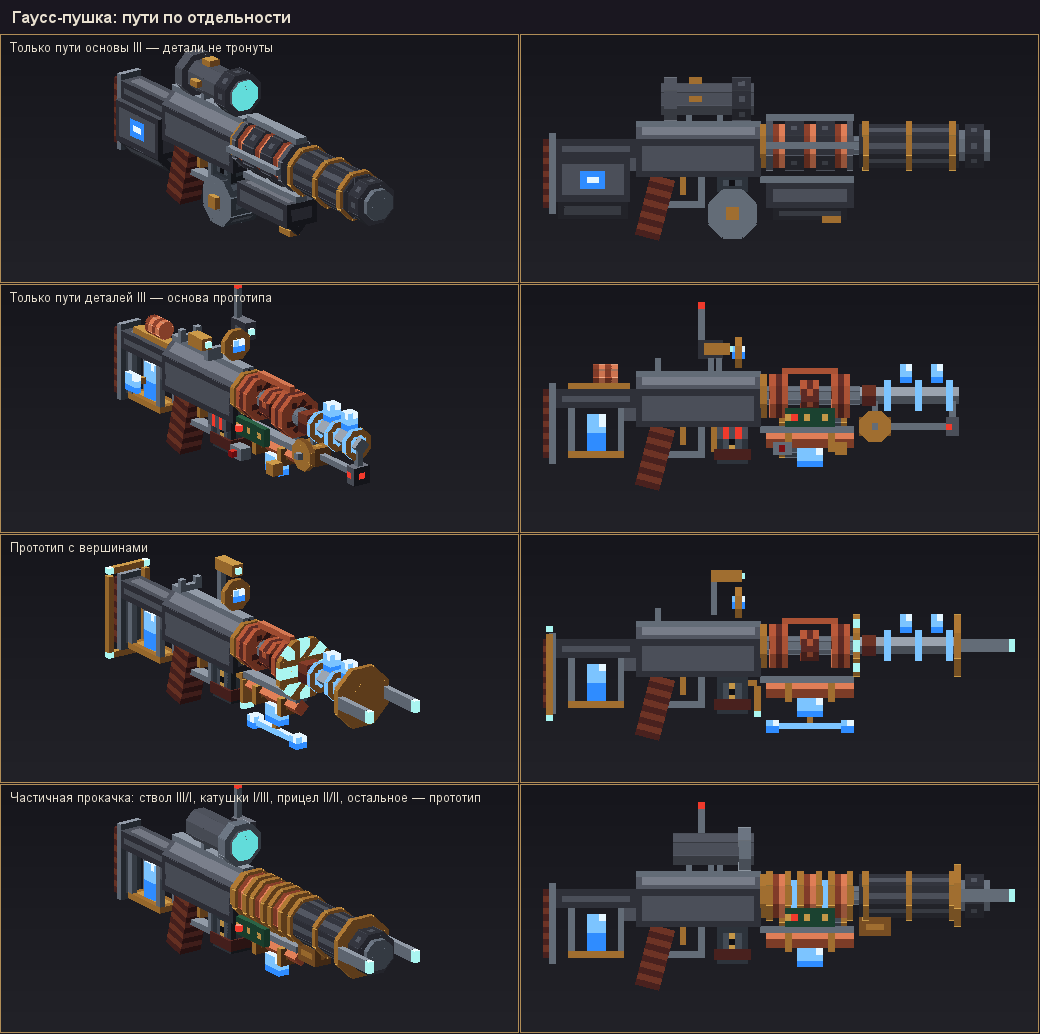 Гаусс-пушка: пути по отдельности
Только пути основы III — детали не тронуты
Только пути деталей III — основа прототипа
Прототип с вершинами
Частичная прокачка: ствол III/I, катушки I/III, прицел II/II, остальное — прототип